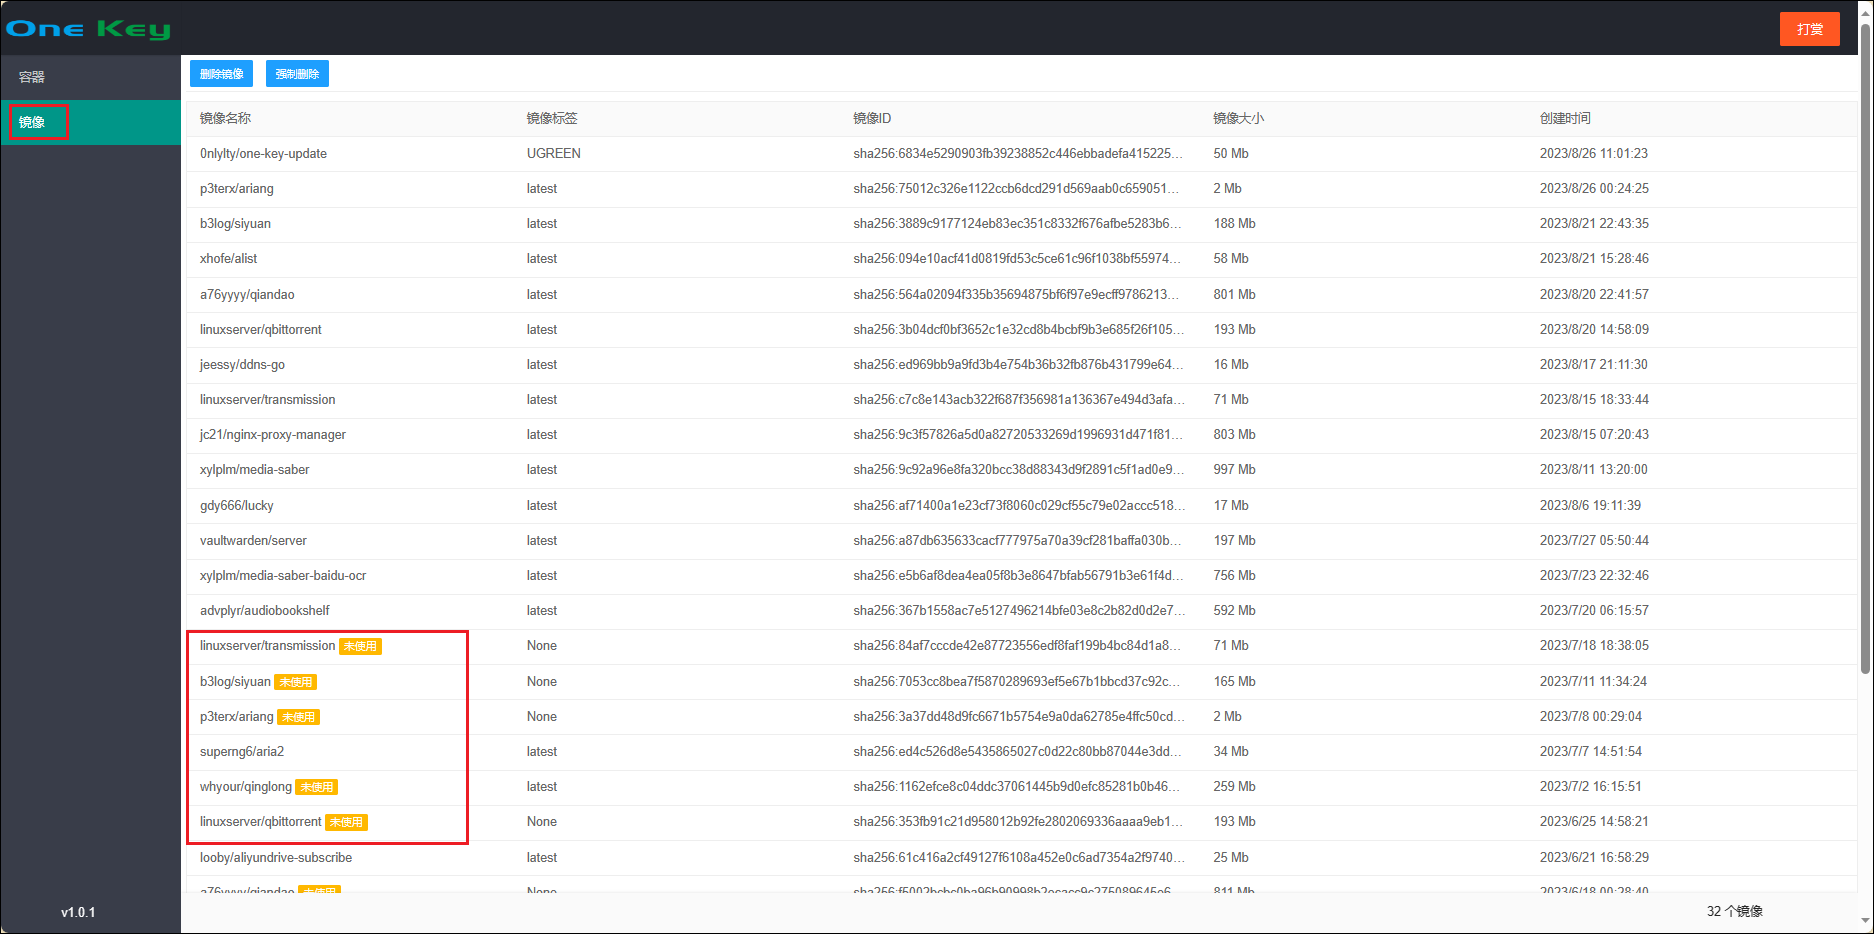 One Key
打赏
容器
镜像
删除镜像 强制删除
镜像名称 镜像标签 镜像ID 镜像大小 创建时间
0nlylty/one-key-update UGREEN sha256:6834e5290903fb39238852c446ebbadefa415225... 50 Mb 2023/8/26 11:01:23
p3terx/ariang latest sha256:75012c326e1122ccb6dcd291d569aab0c659051... 2 Mb 2023/8/26 00:24:25
b3log/siyuan latest sha256:3889c9177124eb83ec351c8332f676afbe5283b6... 188 Mb 2023/8/21 22:43:35
xhofe/alist latest sha256:094e10acf41d0819fd53c5ce61c96f1038bf55974... 58 Mb 2023/8/21 15:28:46
a76yyyy/qiandao latest sha256:564a02094f335b35694875bf6f97e9ecff9786213... 801 Mb 2023/8/20 22:41:57
linuxserver/qbittorrent latest sha256:3b04dcf0bf3652c1e32cd8b4bcbf9b3e685f26f105... 193 Mb 2023/8/20 14:58:09
jeessy/ddns-go latest sha256:ed969bb9a9fd3b4e754b36b32fb876b431799e64... 16 Mb 2023/8/17 21:11:30
linuxserver/transmission latest sha256:c7c8e143acb322f687f356981a136367e494d3afa... 71 Mb 2023/8/15 18:33:44
jc21/nginx-proxy-manager latest sha256:9c3f57826a5d0a82720533269d1996931d471f81... 803 Mb 2023/8/15 07:20:43
xylplm/media-saber latest sha256:9c92a96e8fa320bcc38d88343d9f2891c5f1ad0e9... 997 Mb 2023/8/11 13:20:00
gdy666/lucky latest sha256:af71400a1e23cf73f8060c029cf55c79e02accc518... 17 Mb 2023/8/6 19:11:39
vaultwarden/server latest sha256:a87db635633cacf777975a70a39cf281baffa030b... 197 Mb 2023/7/27 05:50:44
xylplm/media-saber-baidu-ocr latest sha256:e5b6af8dea4ea05f8b3e8647bfab56791b3e61f4d... 756 Mb 2023/7/23 22:32:46
advplyr/audiobookshelf latest sha256:367b1558ac7e5127496214bfe03e8c2b82d0d2e7... 592 Mb 2023/7/20 06:15:57
linuxserver/transmission 未使用 None sha256:84af7cccde42e87723556edf8faf199b4bc84d1a8... 71 Mb 2023/7/18 18:38:05
b3log/siyuan 未使用 None sha256:7053cc8bea7f5870289693ef5e67b1bbcd37c92c... 165 Mb 2023/7/11 11:34:24
p3terx/ariang 未使用 None sha256:3a37dd48d9fc6671b5754e9a0da62785e4ffc50cd... 2 Mb 2023/7/8 00:29:04
superng6/aria2 latest sha256:ed4c526d8e5435865027c0d22c80bb87044e3dd... 34 Mb 2023/7/7 14:51:54
whyour/qinglong 未使用 latest sha256:1162efce8c04ddc37061445b9d0efc85281b0b46... 259 Mb 2023/7/2 16:15:51
linuxserver/qbittorrent 未使用 None sha256:353fb91c21d958012b92fe2802069336aaaa9eb1... 193 Mb 2023/6/25 14:58:21
looby/aliyundrive-subscribe latest sha256:61c416a2cf49127f6108a452e0c6ad7354a2f9740... 25 Mb 2023/6/21 16:58:29
a76yyyy/qiandao 未使用 None 811 Mb 2023/6/18 00:28:40
v1.0.1
32 个镜像